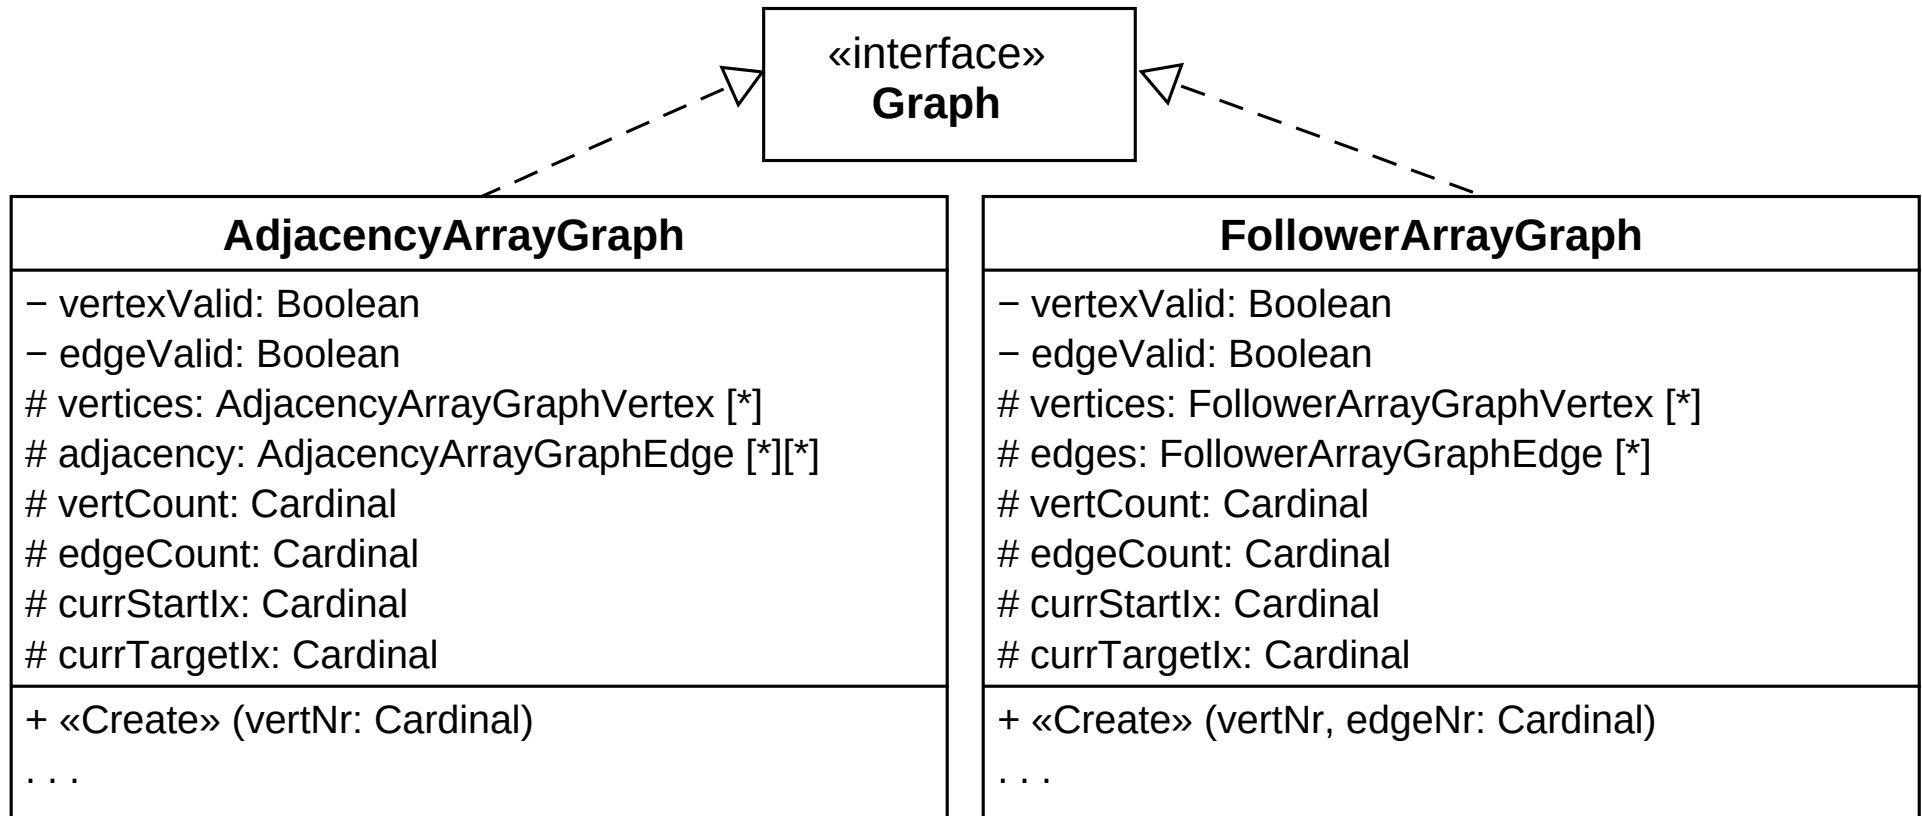 «interface»
Graph
AdjacencyArrayGraph
− vertexValid: Boolean
− edgeValid: Boolean
# vertices: AdjacencyArrayGraphVertex [*]
# adjacency: AdjacencyArrayGraphEdge [*][*]
# vertCount: Cardinal
# edgeCount: Cardinal
# currStartIx: Cardinal
# currTargetIx: Cardinal
+ «Create» (vertNr: Cardinal)
. . .
FollowerArrayGraph
− vertexValid: Boolean
− edgeValid: Boolean
# vertices: FollowerArrayGraphVertex [*]
# edges: FollowerArrayGraphEdge [*]
# vertCount: Cardinal
# edgeCount: Cardinal
# currStartIx: Cardinal
# currTargetIx: Cardinal
+ «Create» (vertNr, edgeNr: Cardinal)
. . .